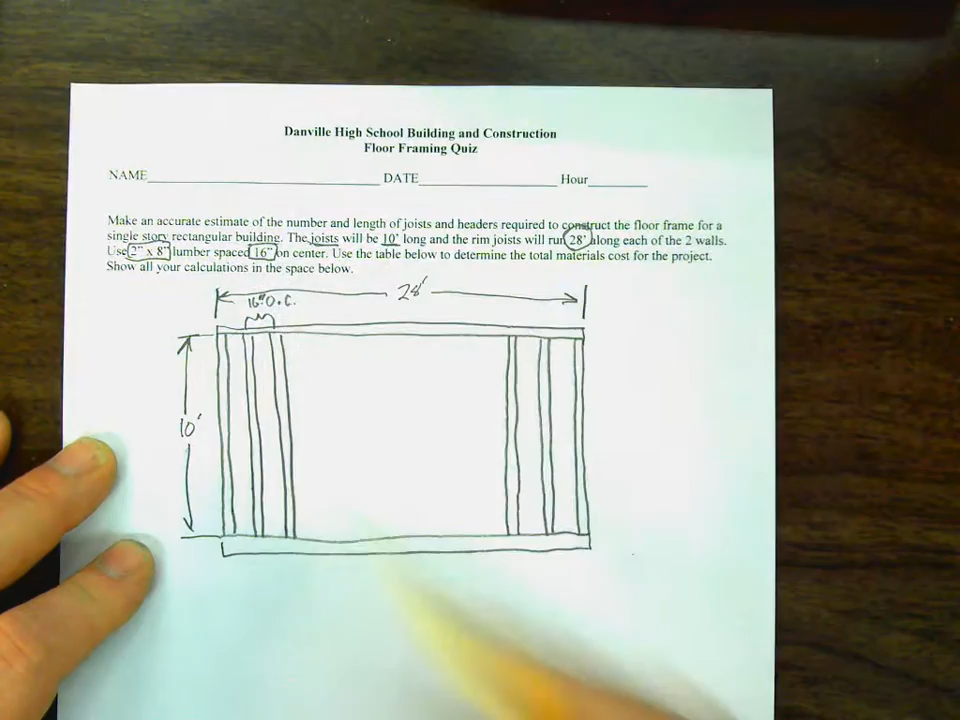 Danville High School Building and Construction
Floor Framing Quiz
NAME DATE Hour
Make an accurate estimate of the number and length of joists and headers required to construct the floor frame for a
single story rectangular building. The joists will be 10' long and the rim joists will run 28' along each of the 2 walls.
Use 2" x 8" lumber spaced 16" on center. Use the table below to determine the total materials cost for the project.
Show all your calculations in the space below.
28'
16" O.C.
10'